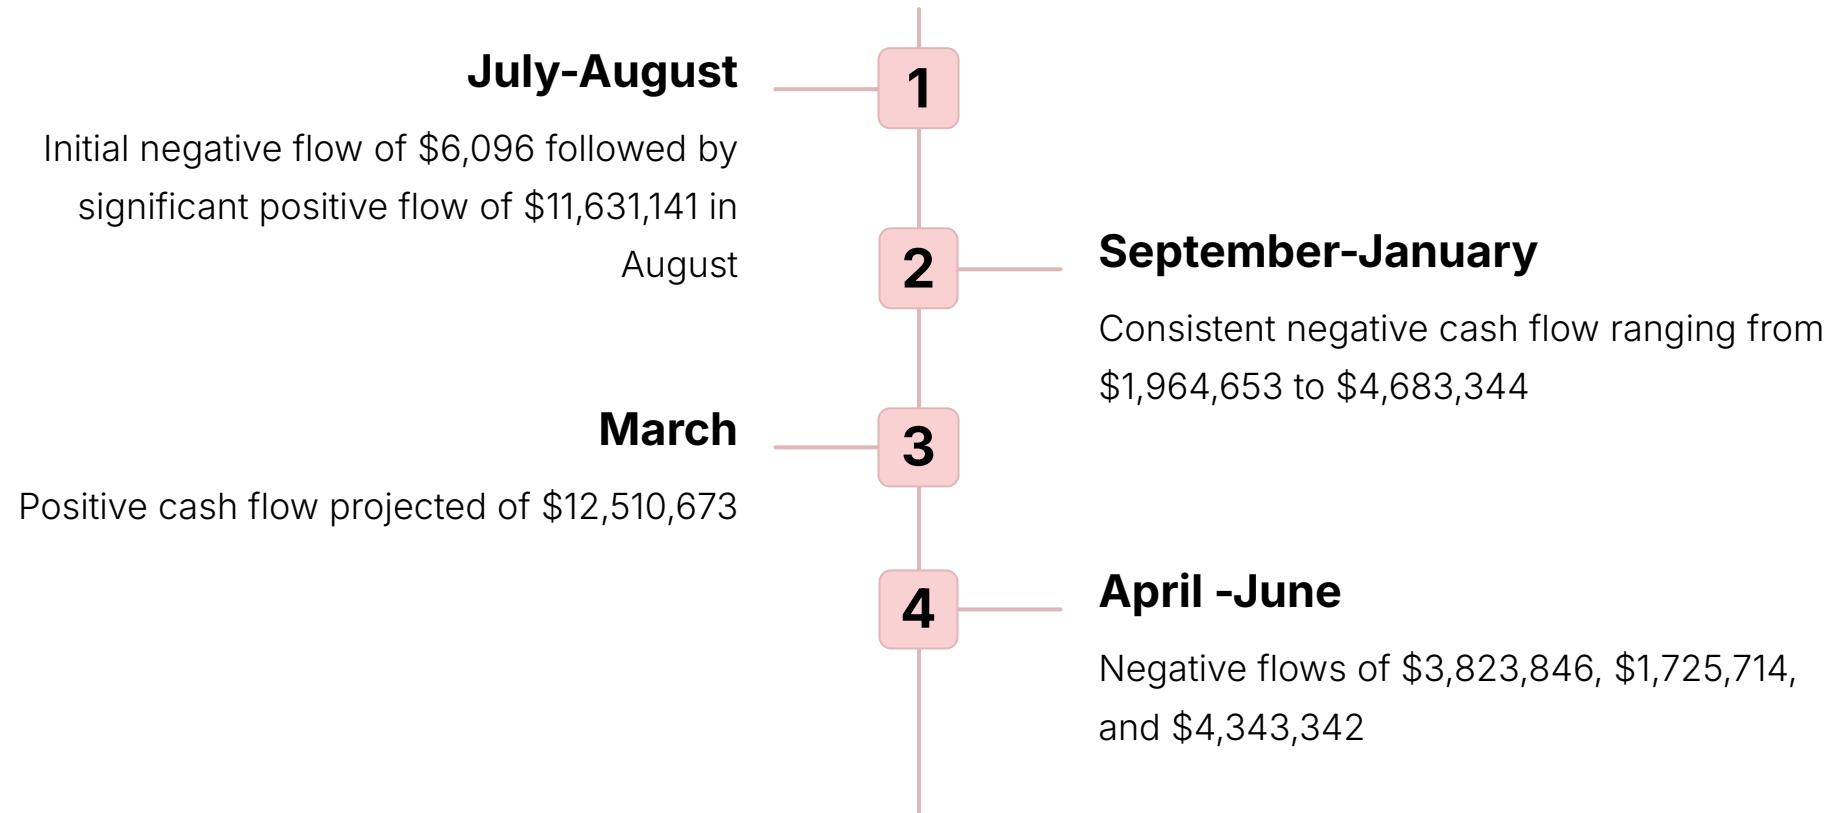 1
July-August
Initial negative flow of $6,096 followed by
significant positive flow of $11,631,141 in
August
2
September-January
Consistent negative cash flow ranging from
$1,964,653 to $4,683,344
3
March
Positive cash flow projected of $12,510,673
4
April -June
Negative flows of $3,823,846, $1,725,714,
and $4,343,342